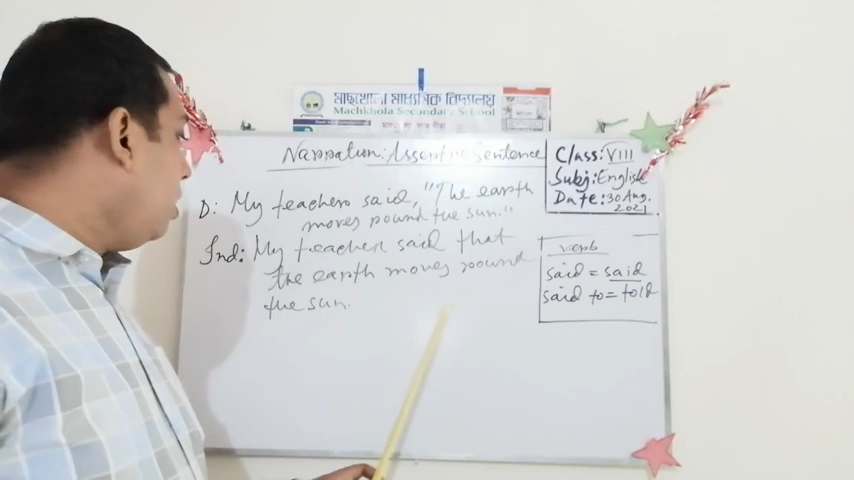 মাছখোলা মাধ্যমিক বিদ্যালয়
Machkhola Secondary School
Narration: Assertive Sentence
Class: VIII
Subj: English
Date: 30 Aug. 2021
D: My teacher said, "The earth
moves round the sun."
Ind: My teacher said that
the earth moves round
the sun.
verb
said = said
said to = told